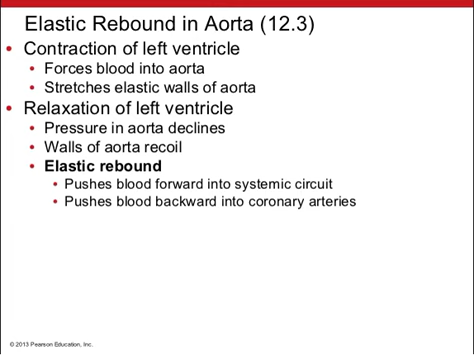 Elastic Rebound in Aorta (12.3)
• Contraction of left ventricle
• Forces blood into aorta
• Stretches elastic walls of aorta
• Relaxation of left ventricle
• Pressure in aorta declines
• Walls of aorta recoil
• Elastic rebound
• Pushes blood forward into systemic circuit
• Pushes blood backward into coronary arteries
© 2013 Pearson Education, Inc.